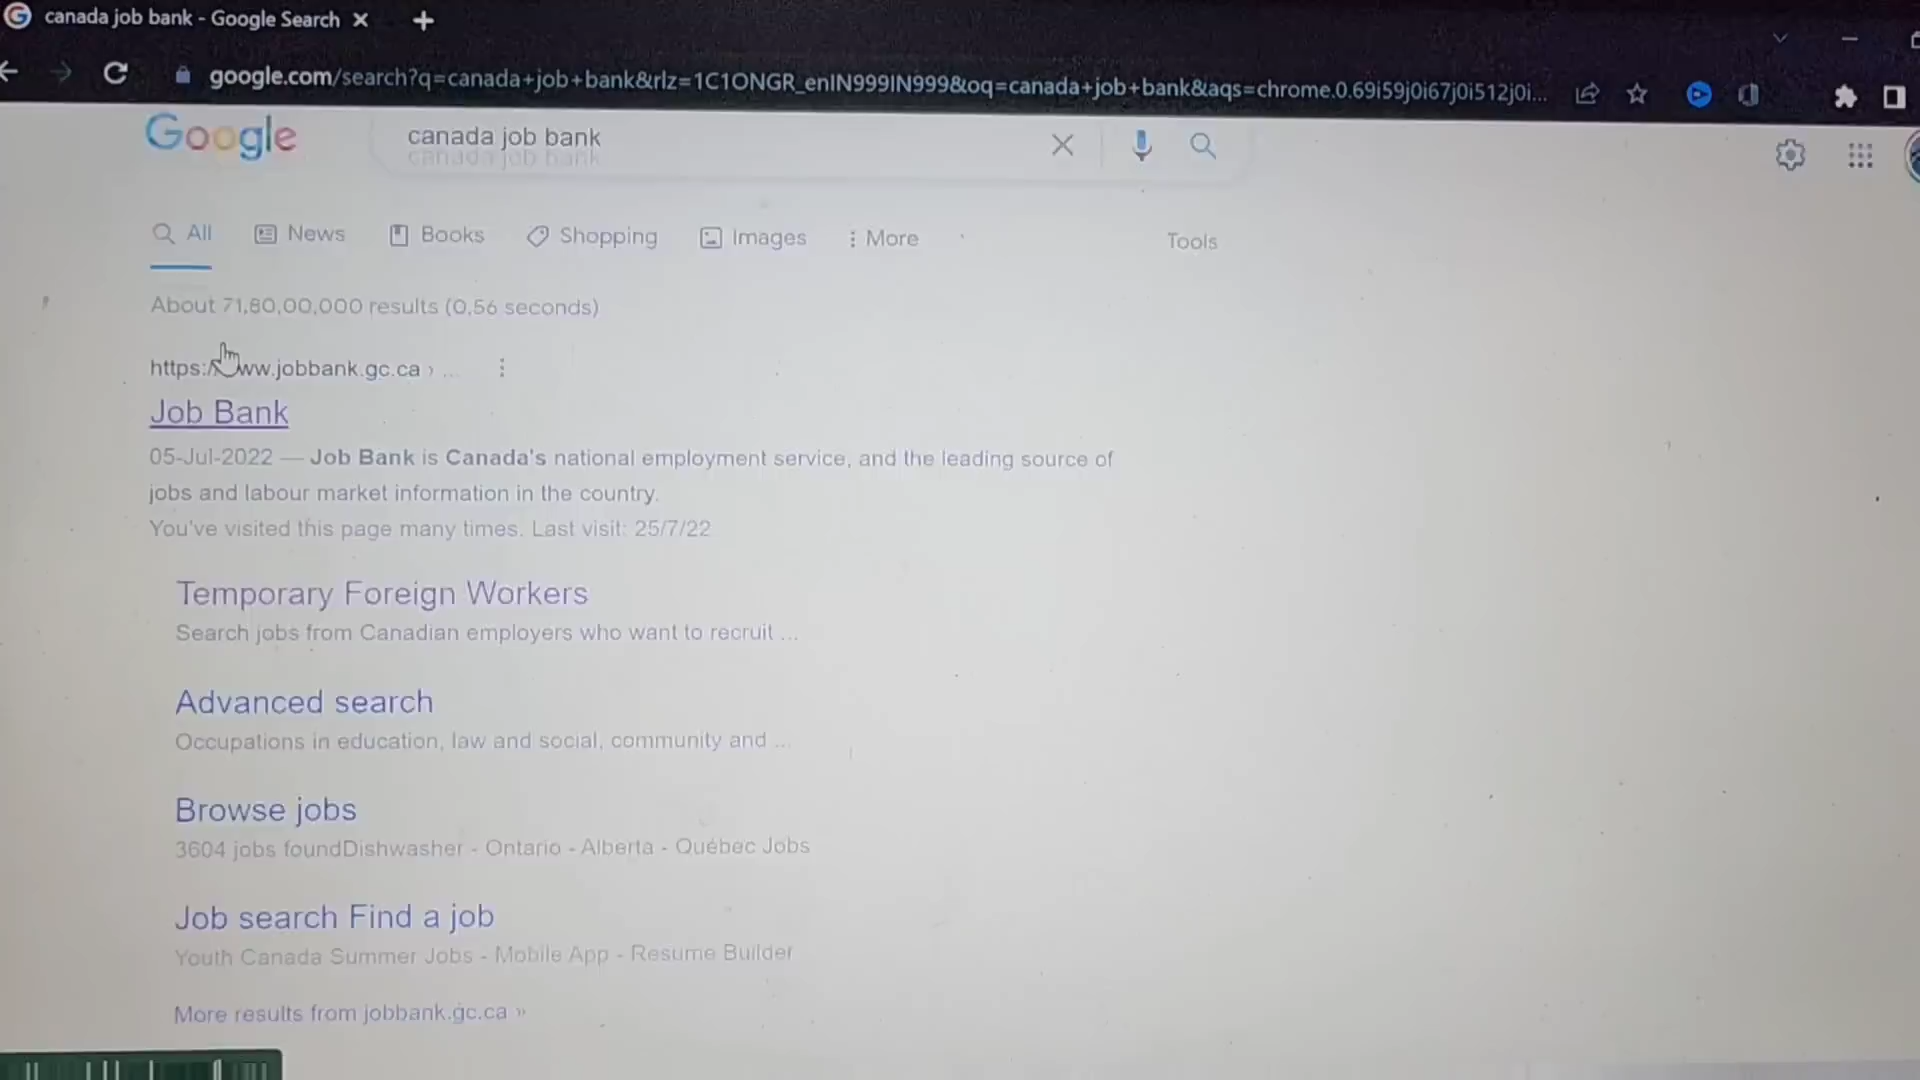 canada job bank - Google Search
google.com/search?q=canada+job+bank&rlz=1C1ONGR_enIN999IN999&oq=canada+job+bank&aqs=chrome.0.69i59j0i67j0i512j0i...
Google
canada job bank
All News Books Shopping Images More Tools
About 71,80,00,000 results (0.56 seconds)
https://www.jobbank.gc.ca › ...
Job Bank
05-Jul-2022 — Job Bank is Canada's national employment service, and the leading source of
jobs and labour market information in the country.
You've visited this page many times. Last visit: 25/7/22
Temporary Foreign Workers
Search jobs from Canadian employers who want to recruit ...
Advanced search
Occupations in education, law and social, community and ...
Browse jobs
3604 jobs foundDishwasher - Ontario - Alberta - Québec Jobs
Job search Find a job
Youth Canada Summer Jobs - Mobile App - Resume Builder
More results from jobbank.gc.ca »